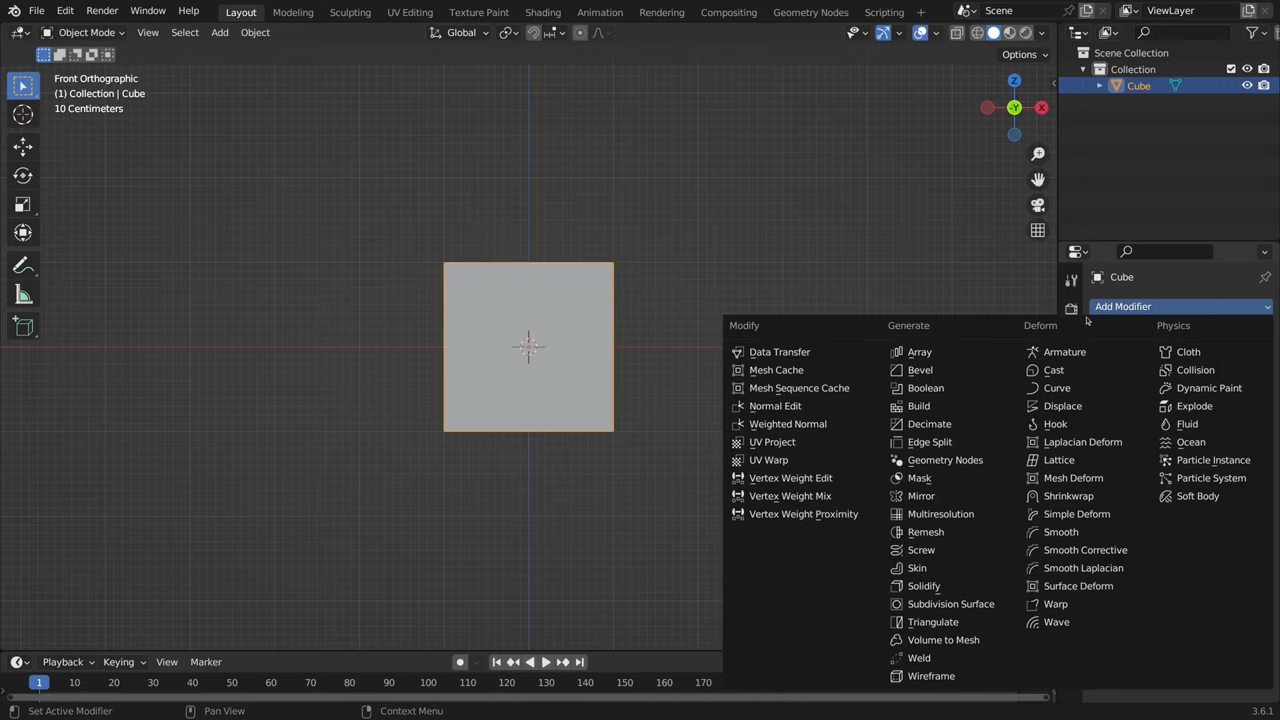 File Edit Render Window Help Layout Modeling Sculpting UV Editing Texture Paint Shading Animation Rendering Compositing Geometry Nodes Scripting Scene ViewLayer
Object Mode View Select Add Object Global
Options
Scene Collection
Collection
Cube
Front Orthographic
(1) Collection | Cube
10 Centimeters
Z
-Y
X
Cube
Add Modifier
Modify
Data Transfer
Mesh Cache
Mesh Sequence Cache
Normal Edit
Weighted Normal
UV Project
UV Warp
Vertex Weight Edit
Vertex Weight Mix
Vertex Weight Proximity
Generate
Array
Bevel
Boolean
Build
Decimate
Edge Split
Geometry Nodes
Mask
Mirror
Multiresolution
Remesh
Screw
Skin
Solidify
Subdivision Surface
Triangulate
Volume to Mesh
Weld
Wireframe
Deform
Armature
Cast
Curve
Displace
Hook
Laplacian Deform
Lattice
Mesh Deform
Shrinkwrap
Simple Deform
Smooth
Smooth Corrective
Smooth Laplacian
Surface Deform
Warp
Wave
Physics
Cloth
Collision
Dynamic Paint
Explode
Fluid
Ocean
Particle Instance
Particle System
Soft Body
Playback Keying View Marker
1 10 20 30 40 50 60 70 80 90 100 110 120 130 140 150 160 170
Set Active Modifier Pan View Context Menu 3.6.1